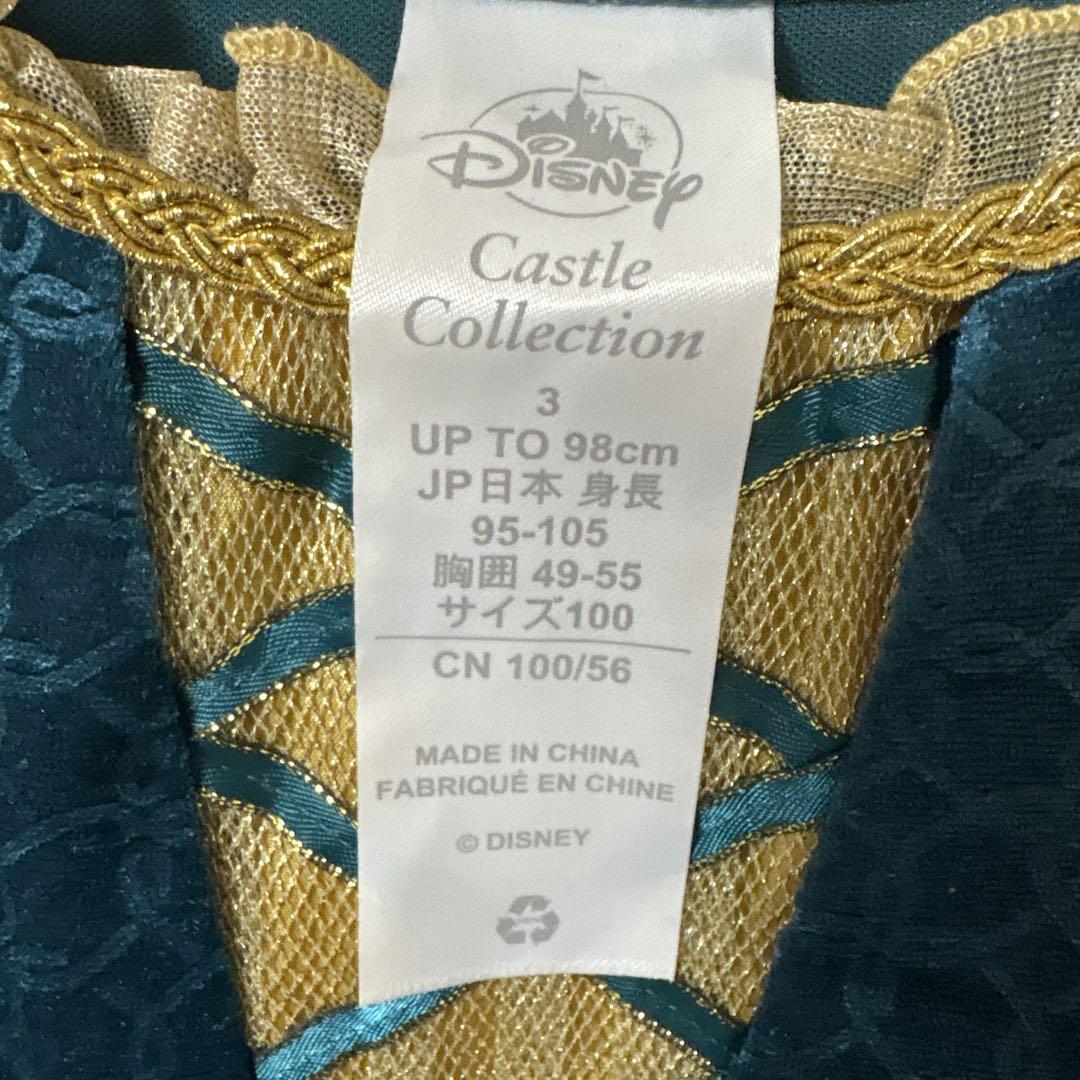 Disney
Castle
Collection
3
UP TO 98cm
JP日本 身長
95-105
胸囲 49-55
サイズ100
CN 100/56
MADE IN CHINA
FABRIQUÉ EN CHINE
© DISNEY